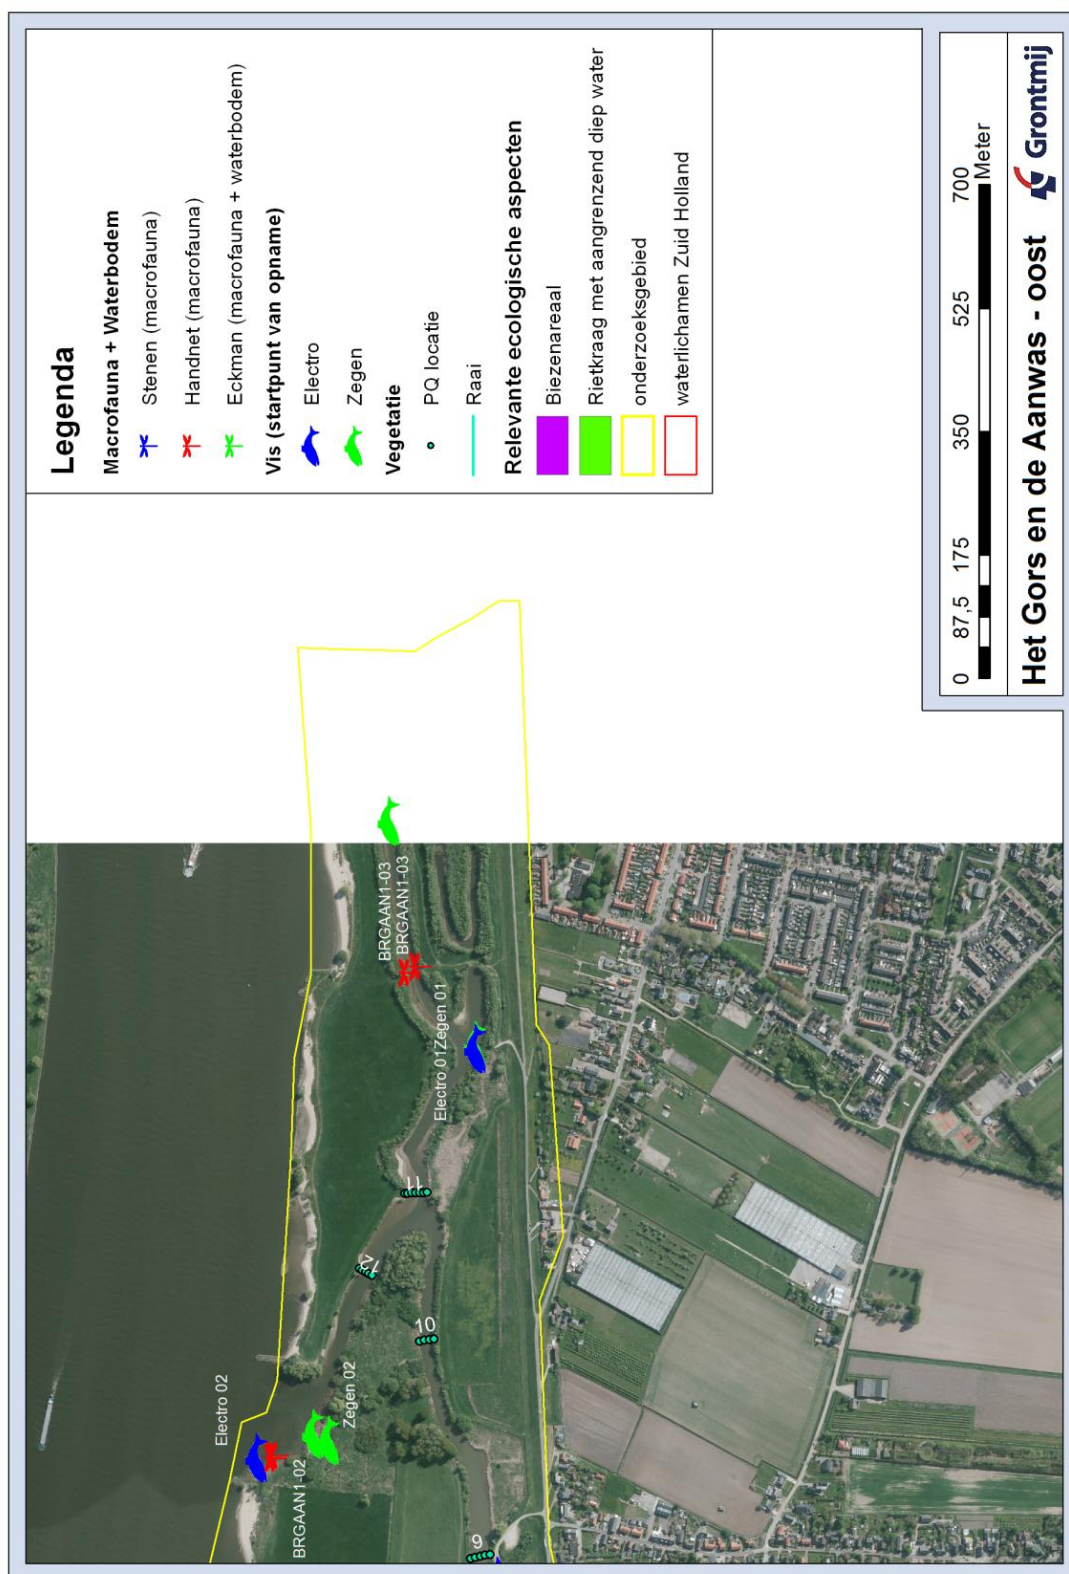 Legenda
Macrofauna + Waterbodem
Stenen (macrofauna)
Handnet (macrofauna)
Eckman (macrofauna + waterbodem)
Vis (startpunt van opname)
Electro
Zegen
Vegetatie
PQ locatie
Raai
Relevante ecologische aspecten
Biezenareaal
Rietkraag met aangrenzend diep water
onderzoeksgebied
waterlichamen Zuid Holland
Electro 02
BRGAAN1-02
Zegen 02
9
10
12
11
Electro 01Zegen 01
BRGAAN1-03
BRGAAN1-03
0 87,5 175 350 525 700
Meter
Het Gors en de Aanwas - oost
Grontmij